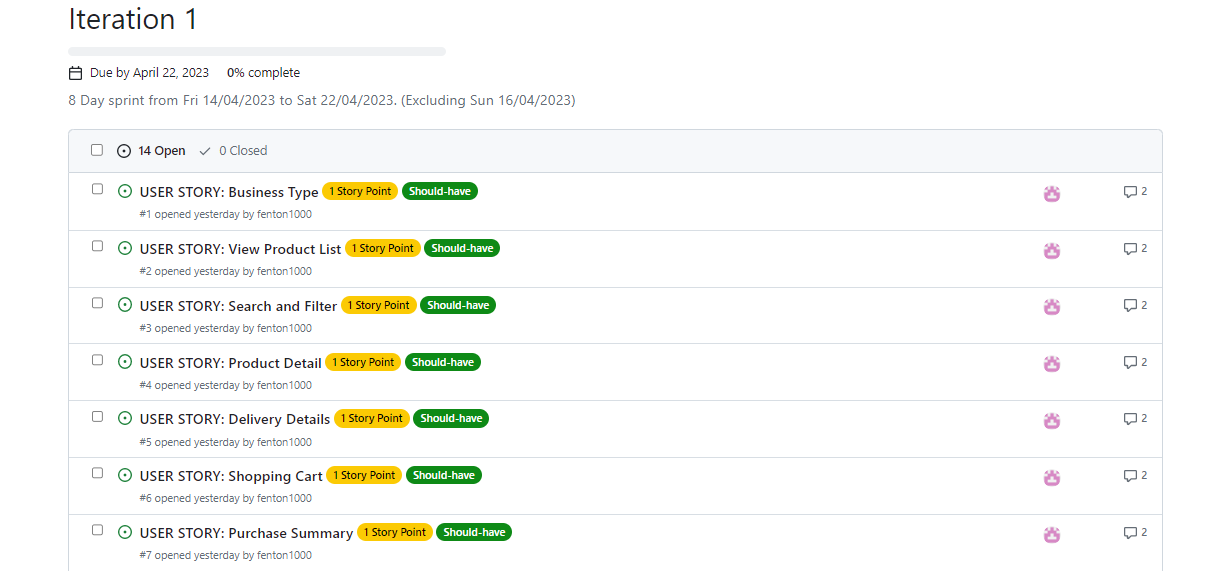 Iteration 1
Due by April 22, 2023 0% complete
8 Day sprint from Fri 14/04/2023 to Sat 22/04/2023. (Excluding Sun 16/04/2023)
14 Open 0 Closed
USER STORY: Business Type 1 Story Point Should-have 2
#1 opened yesterday by fenton1000
USER STORY: View Product List 1 Story Point Should-have 2
#2 opened yesterday by fenton1000
USER STORY: Search and Filter 1 Story Point Should-have 2
#3 opened yesterday by fenton1000
USER STORY: Product Detail 1 Story Point Should-have 2
#4 opened yesterday by fenton1000
USER STORY: Delivery Details 1 Story Point Should-have 2
#5 opened yesterday by fenton1000
USER STORY: Shopping Cart 1 Story Point Should-have 2
#6 opened yesterday by fenton1000
USER STORY: Purchase Summary 1 Story Point Should-have 2
#7 opened yesterday by fenton1000